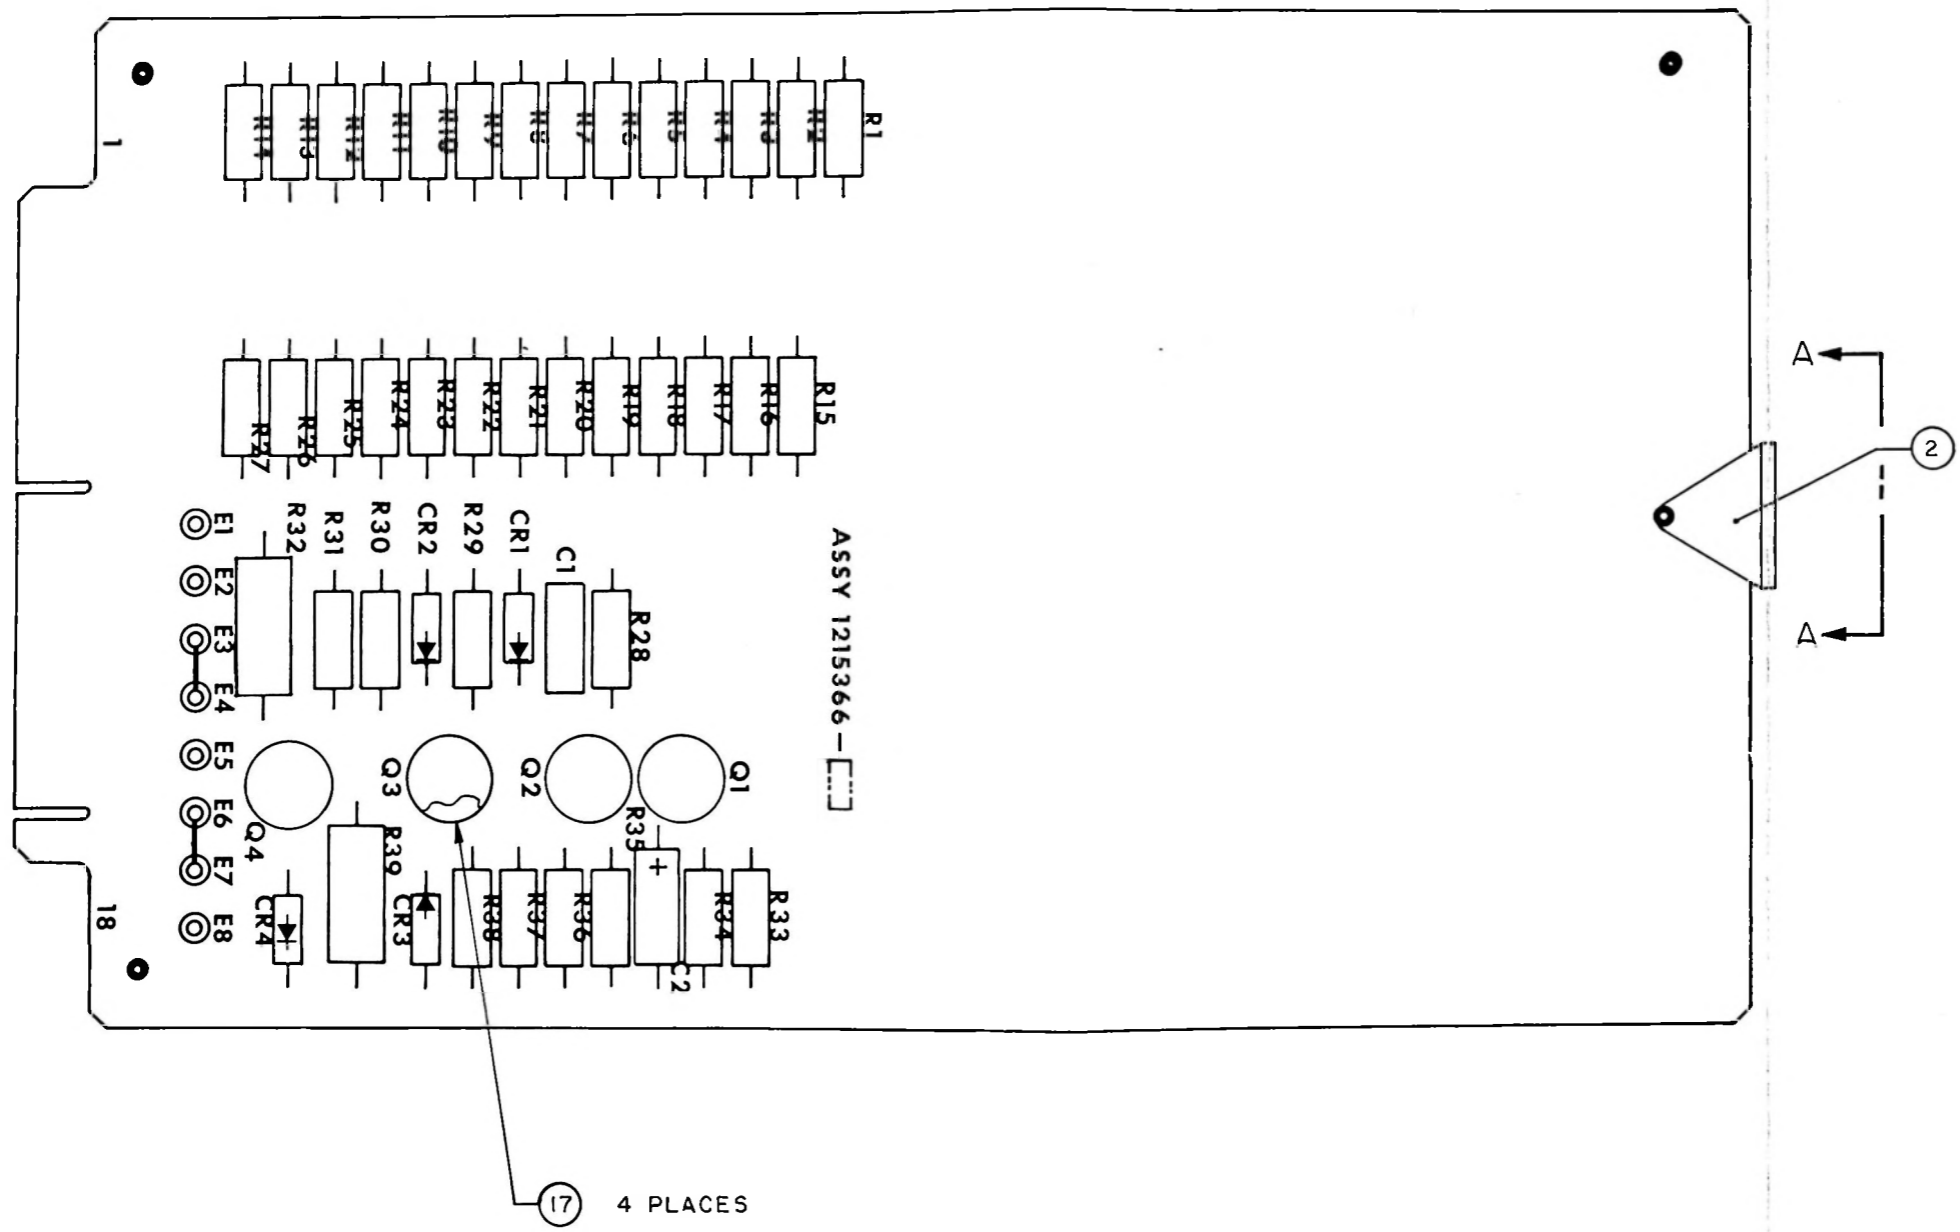 1
R14 R13 R12 R11 R10 R9 R8 R7 R6 R5 R4 R3 R2 R1
A
R27 R26 R25 R24 R23 R22 R21 R20 R19 R18 R17 R16 R15
2
E1
R32 R31 R30 CR2 R29 CR1 C1
E2
E3
R28
A
E4
ASSY 1215366-
E5
Q3 Q2 Q1
E6
Q4
R39
R35
+
E7
E8
18
CR4 CR3 R38 R37 R36 R34 R33
C2
17 4 PLACES